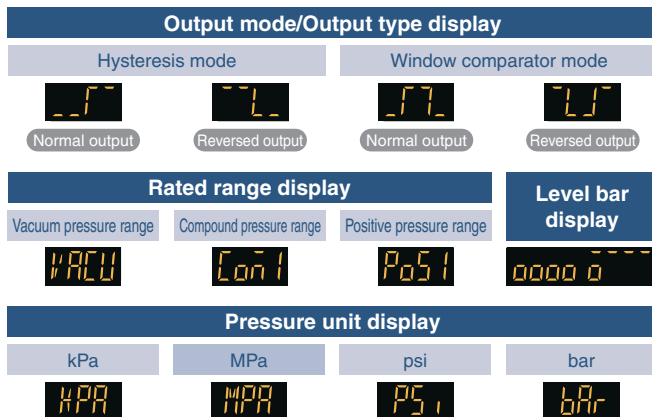 Output mode/Output type display
Hysteresis mode
Window comparator mode
Normal output
Reversed output
Normal output
Reversed output
Rated range display
Level bar
display
Vacuum pressure range
Compound pressure range
Positive pressure range
VACU
Com1
PoS1
oooo o
Pressure unit display
kPa
MPa
psi
bar
KPA
MPA
PSi
bAr